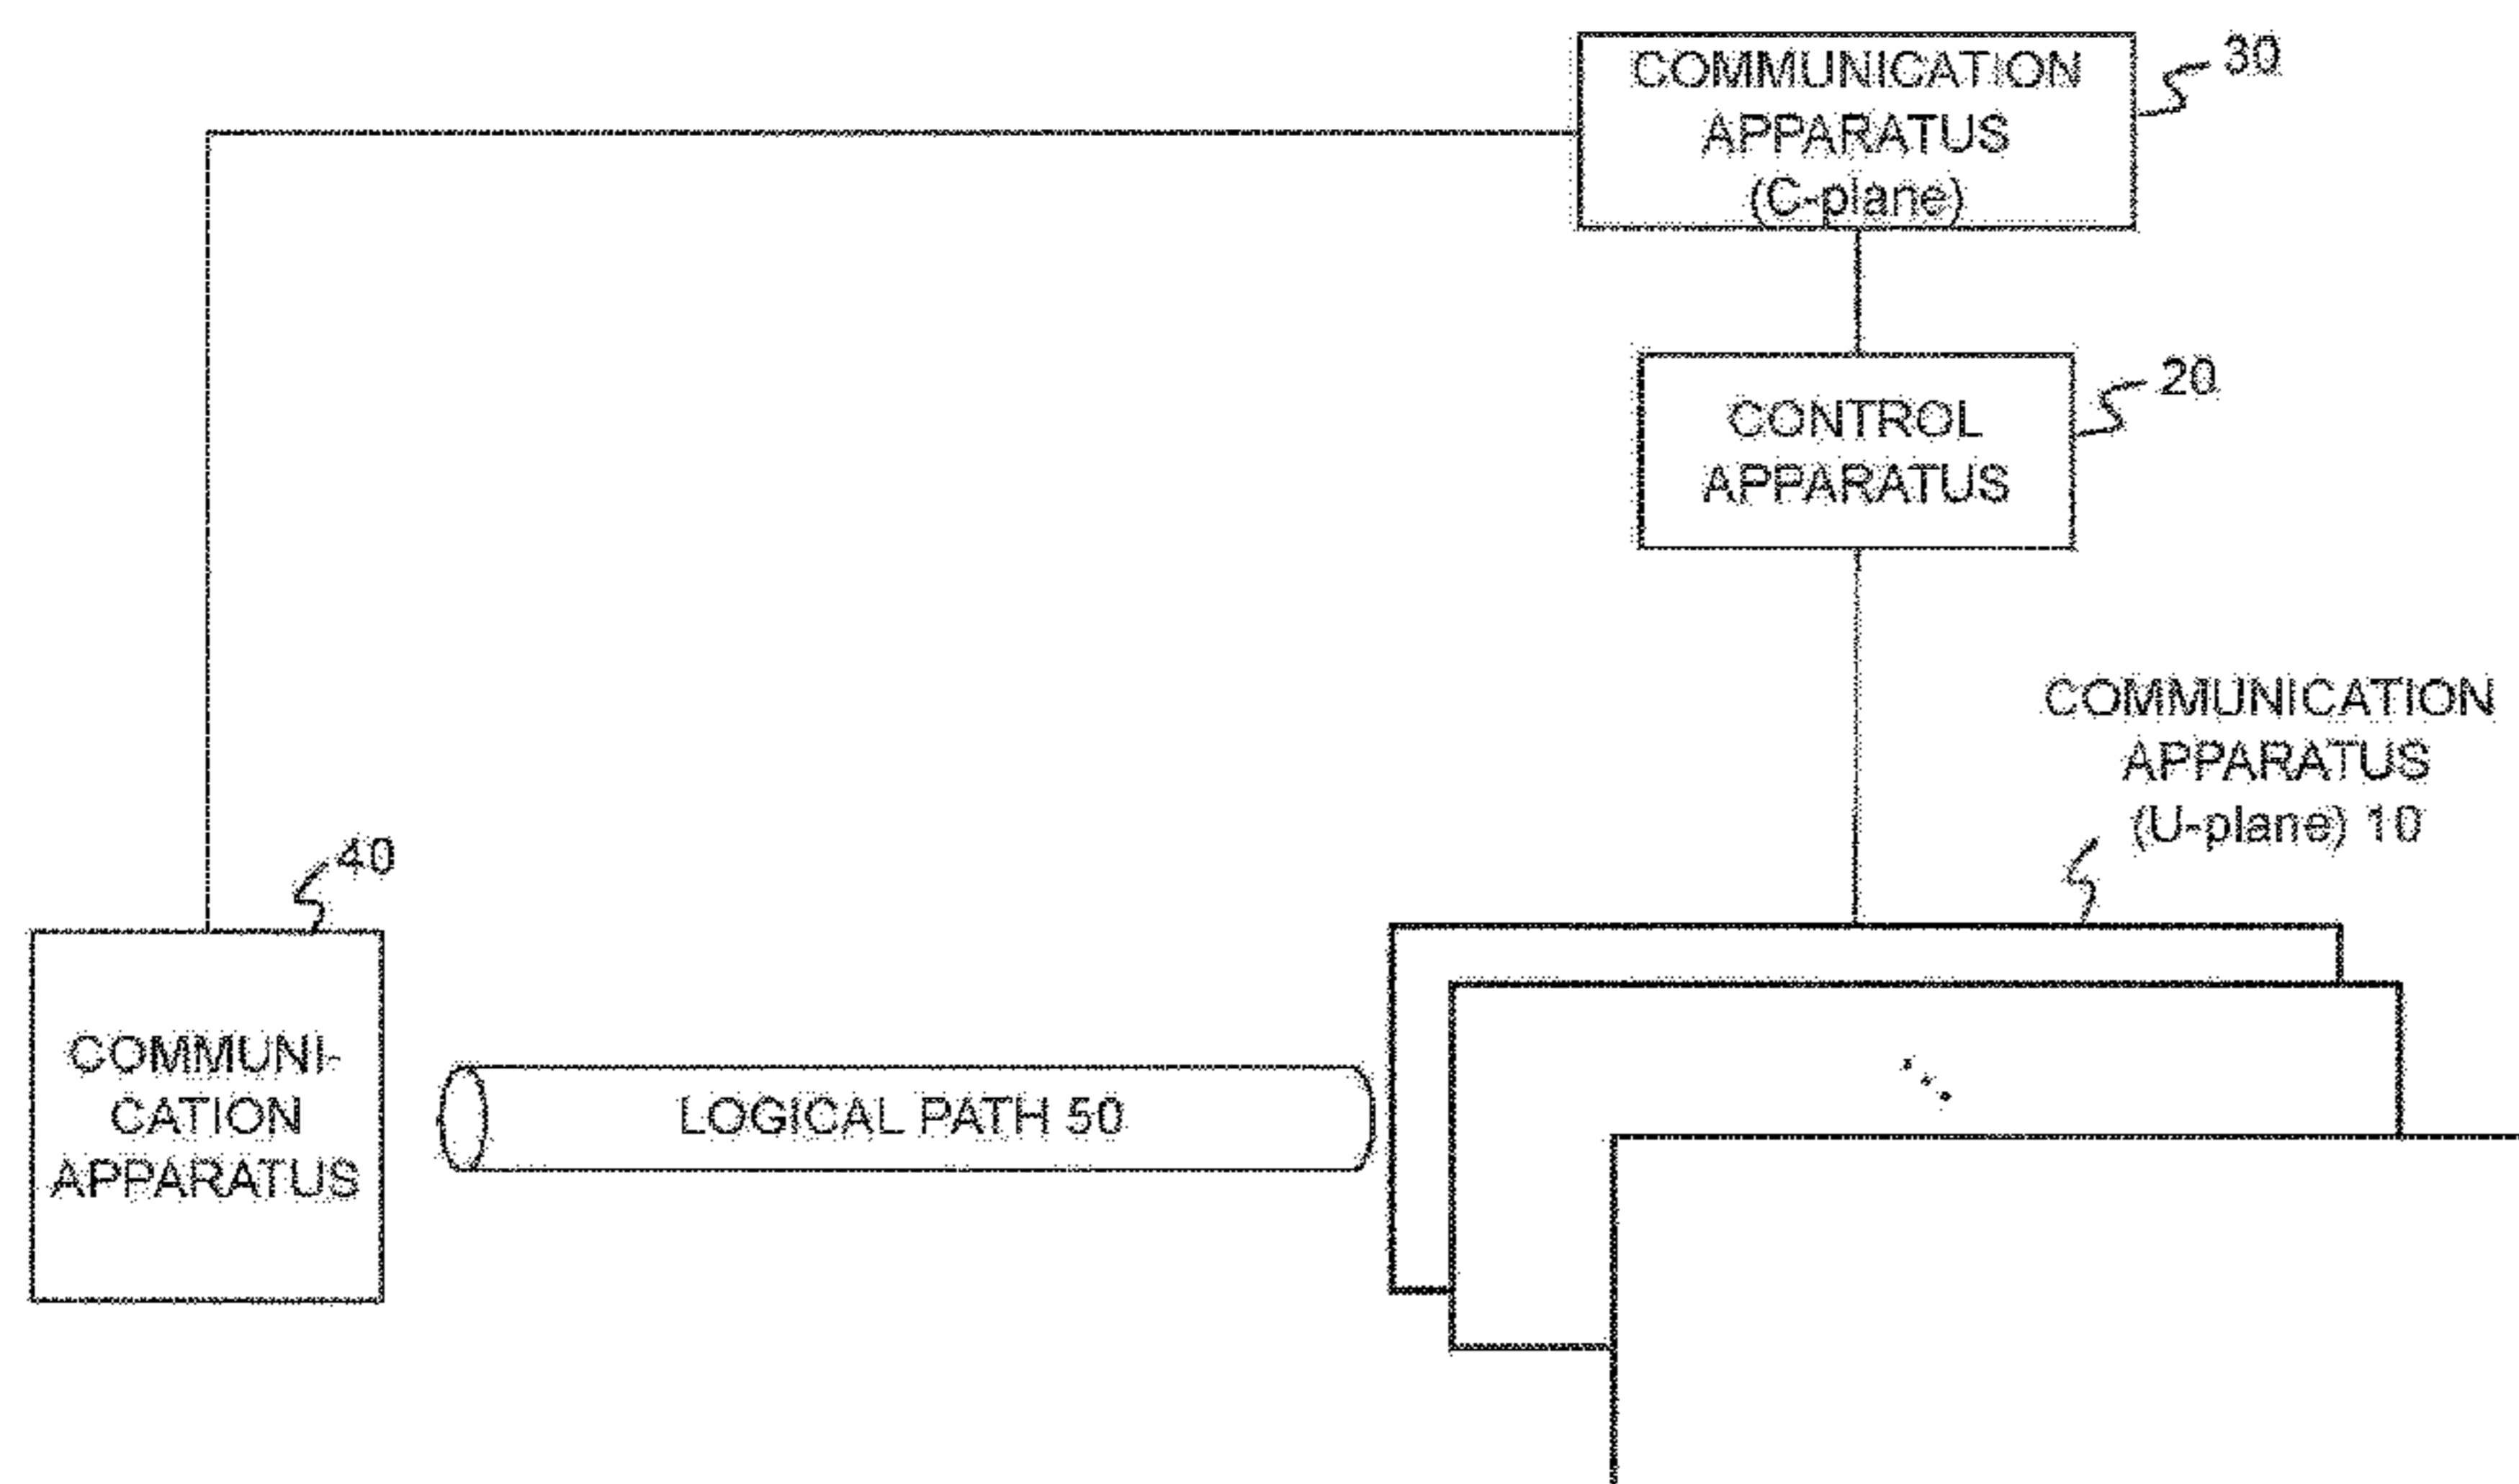 COMMUNICATION
APPARATUS
(C-plane)
30
CONTROL
APPARATUS
20
COMMUNICATION
APPARATUS
(U-plane) 10
40
COMMUNI-
CATION
APPARATUS
LOGICAL PATH 50